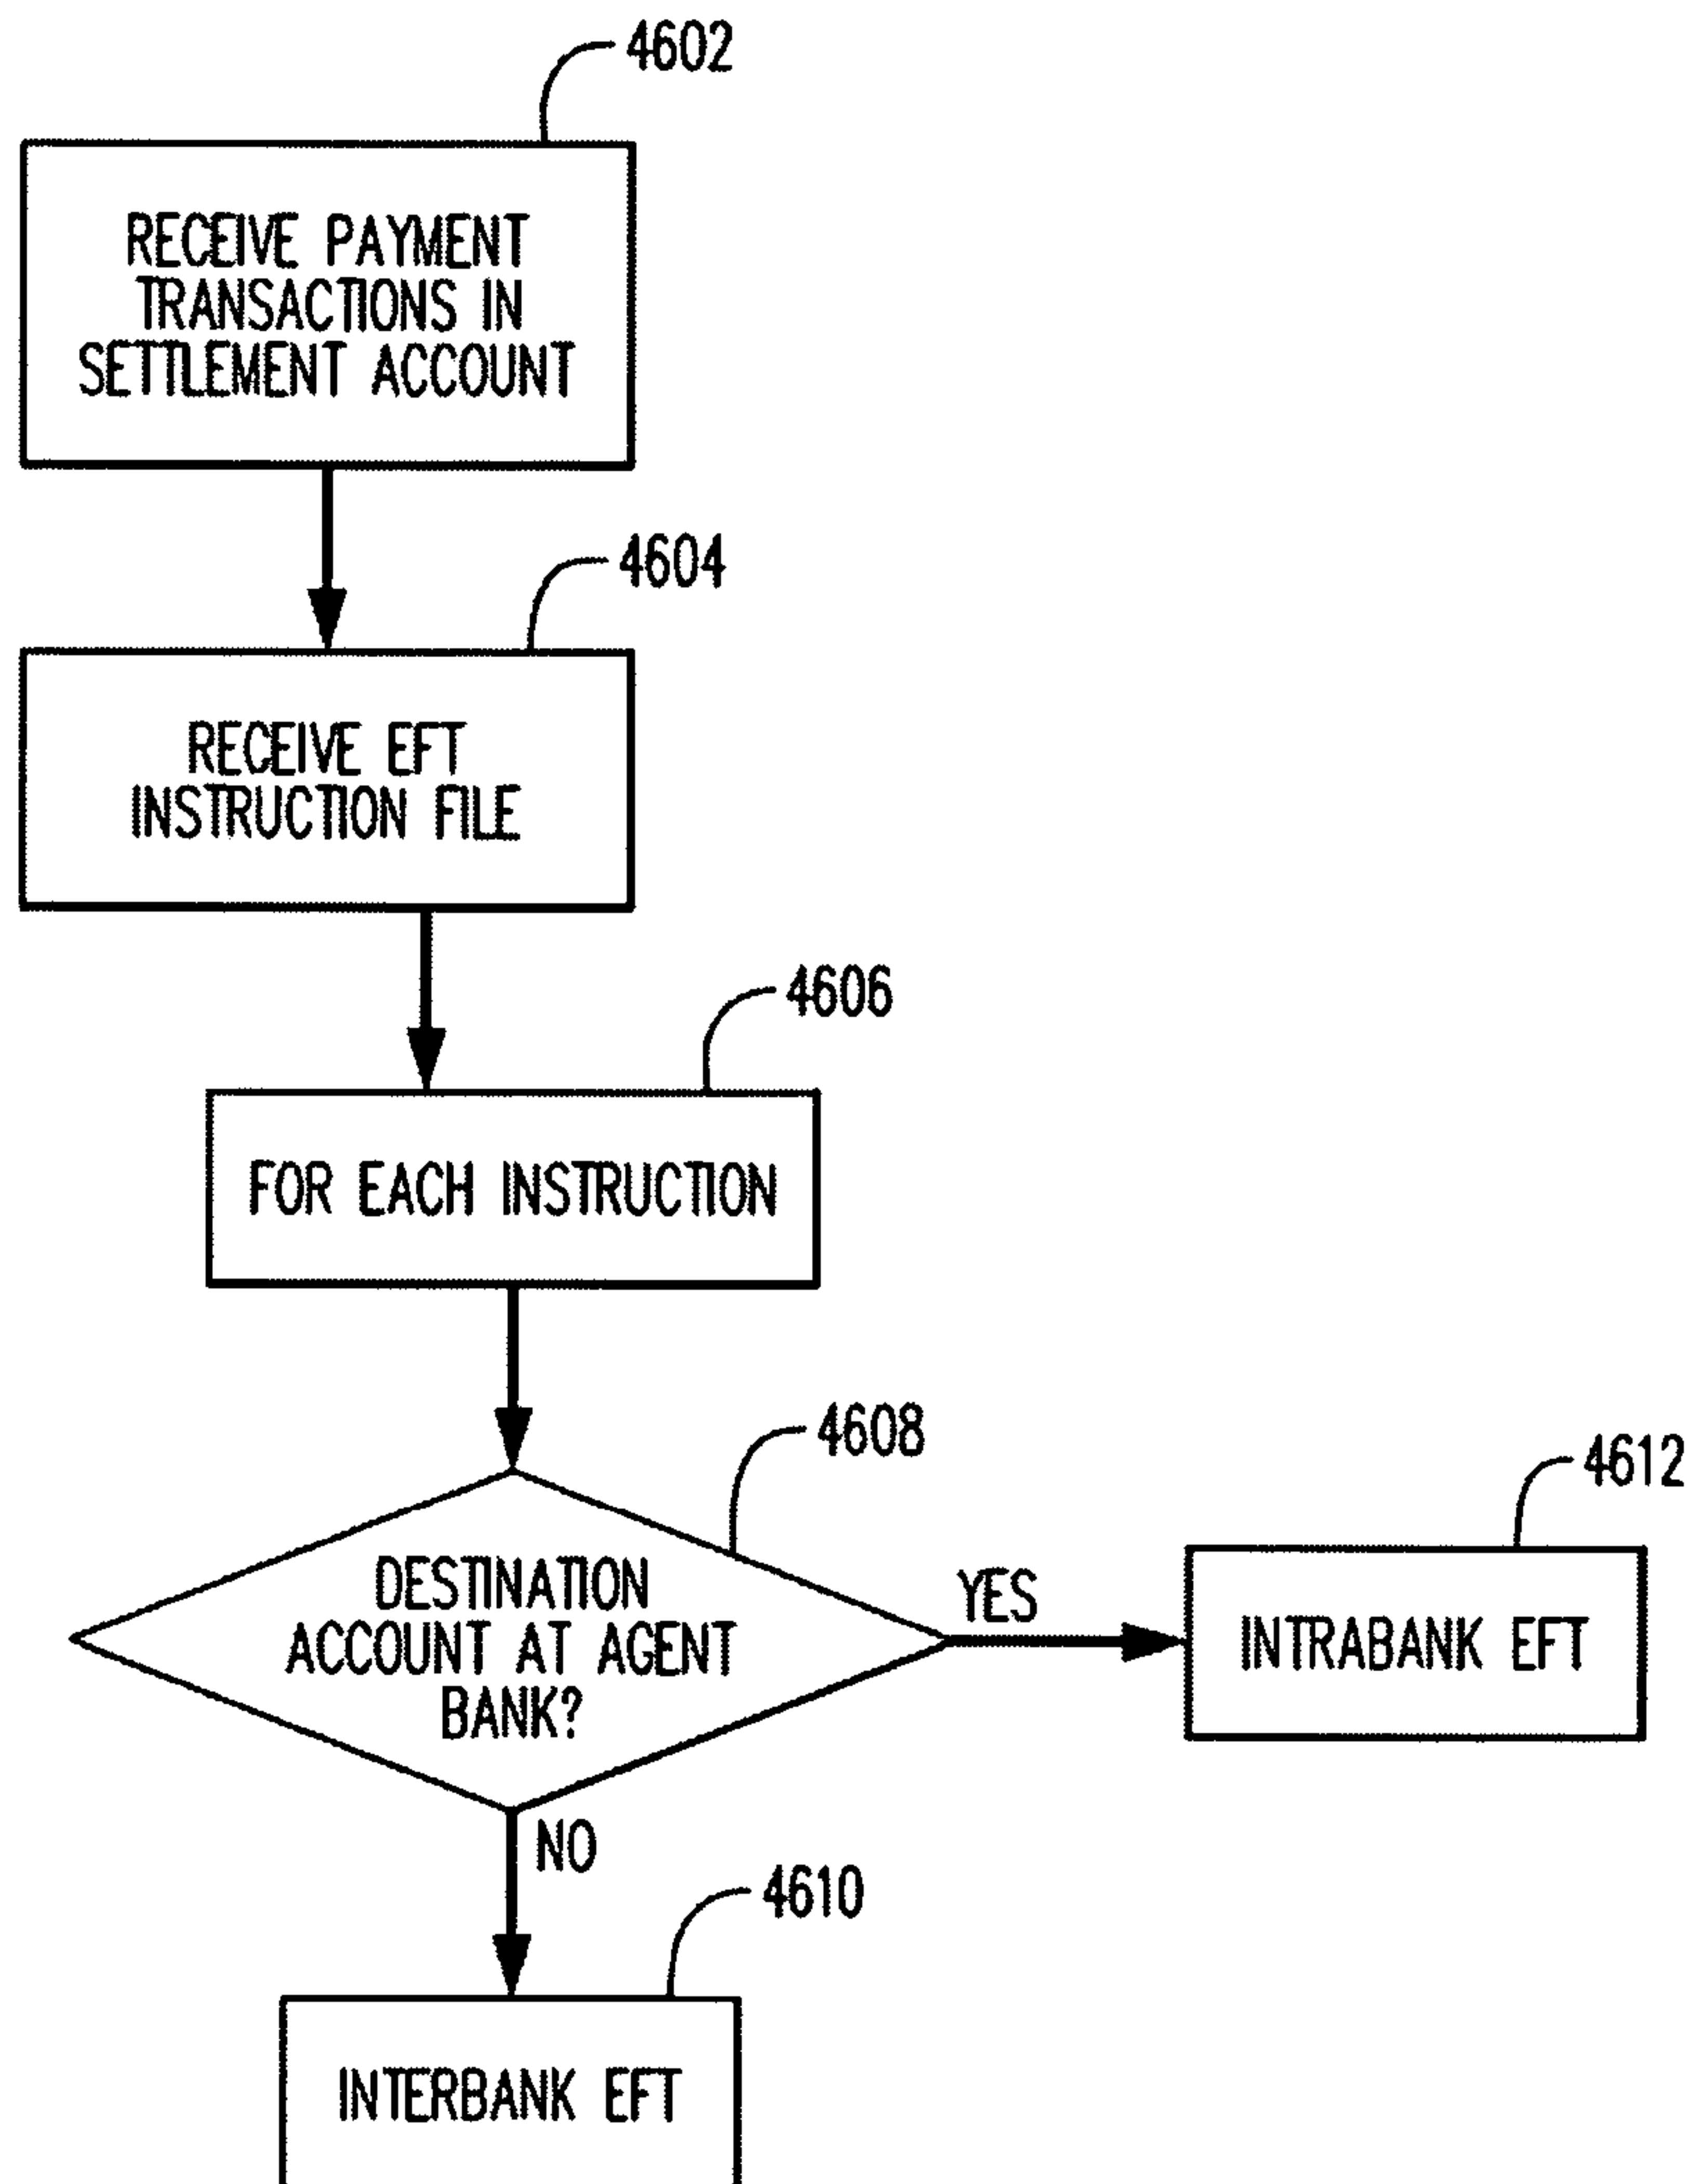 4602
RECEIVE PAYMENT
TRANSACTIONS IN
SETTLEMENT ACCOUNT
4604
RECEIVE EFT
INSTRUCTION FILE
4606
FOR EACH INSTRUCTION
4608
DESTINATION
ACCOUNT AT AGENT
BANK?
YES
4612
INTRABANK EFT
NO
4610
INTERBANK EFT